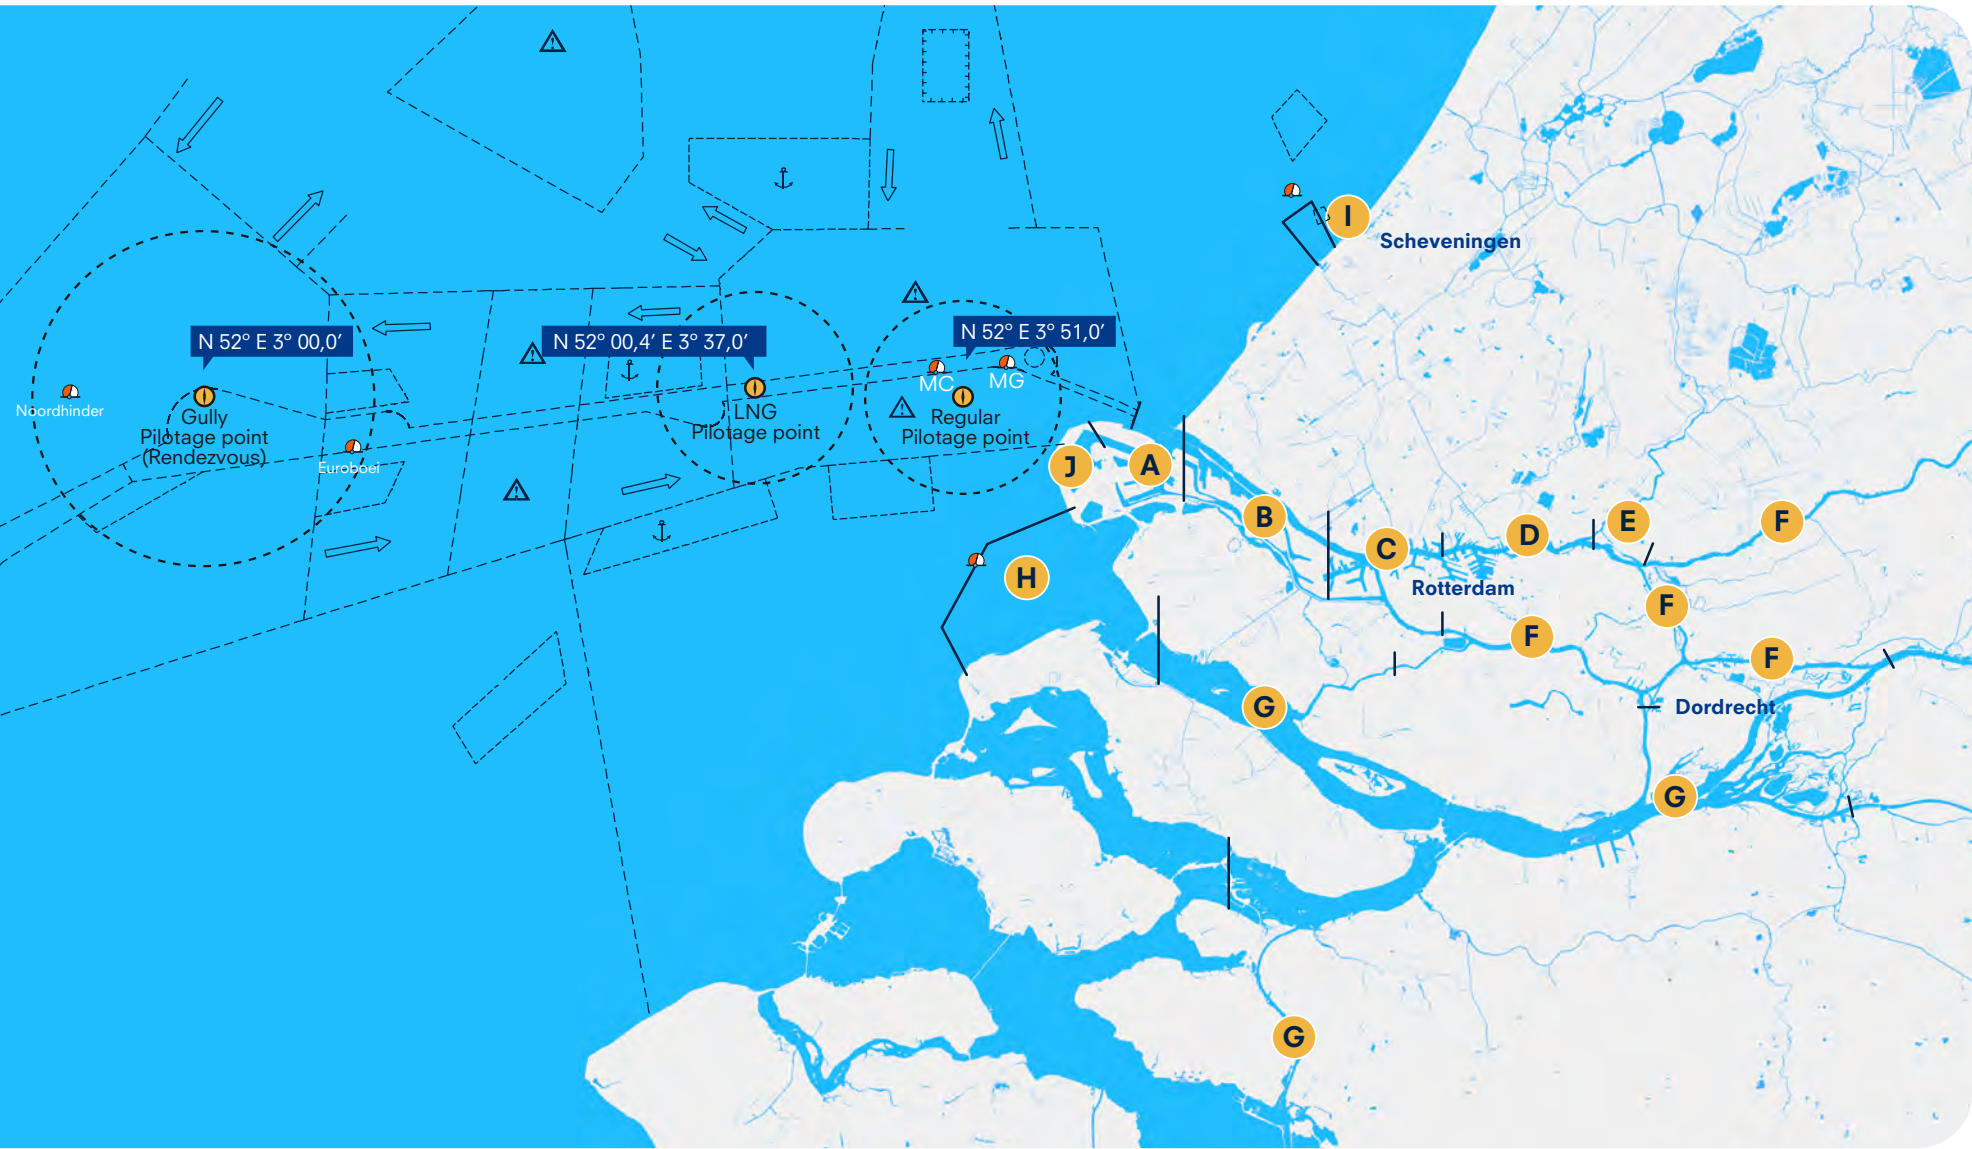 I
Scheveningen
N 52° E 3° 00,0’
N 52° 00,4’ E 3° 37,0’
N 52° E 3° 51,0’
Noordhinder
Gully
Pilotage point
(Rendezvous)
Euroboei
LNG
Pilotage point
MC
MG
Regular
Pilotage point
J
A
B
C
D
E
F
Rotterdam
H
F
F
F
G
Dordrecht
G
G